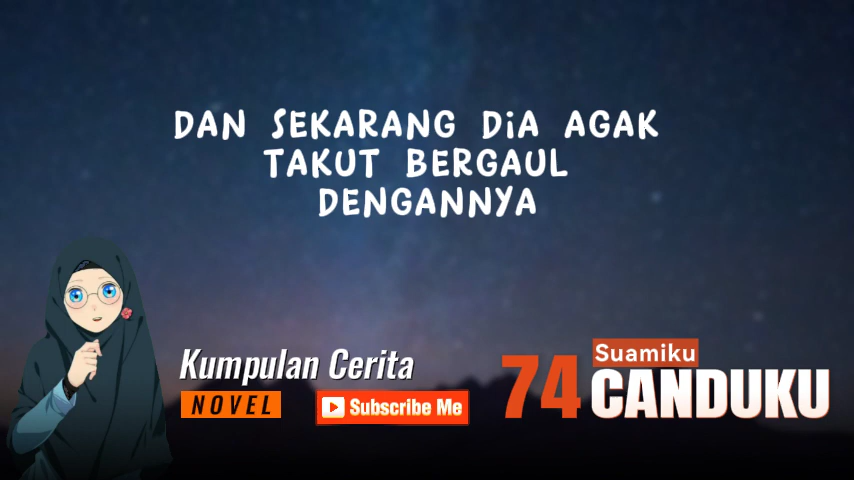 DAN SEKARANG DiA AGAK
TAKUT BERGAUL
DENGANNYA
Kumpulan Cerita
NOVEL
Subscribe Me
74
Suamiku
CANDUKU